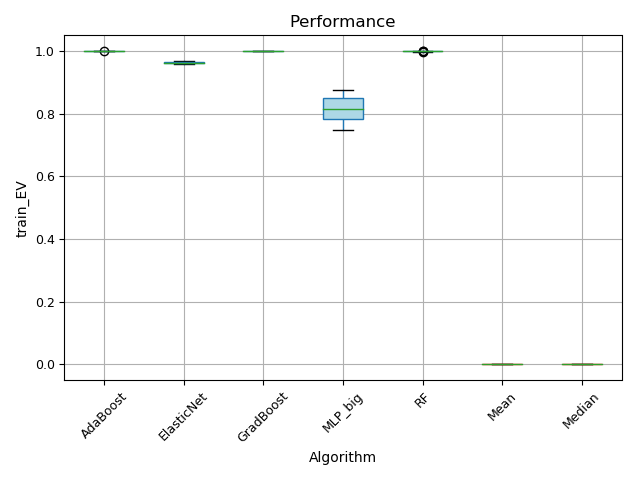 Performance
train_EV
1.0
0.8
0.6
0.4
0.2
0.0
AdaBoost
ElasticNet
GradBoost
MLP_big
RF
Mean
Median
Algorithm